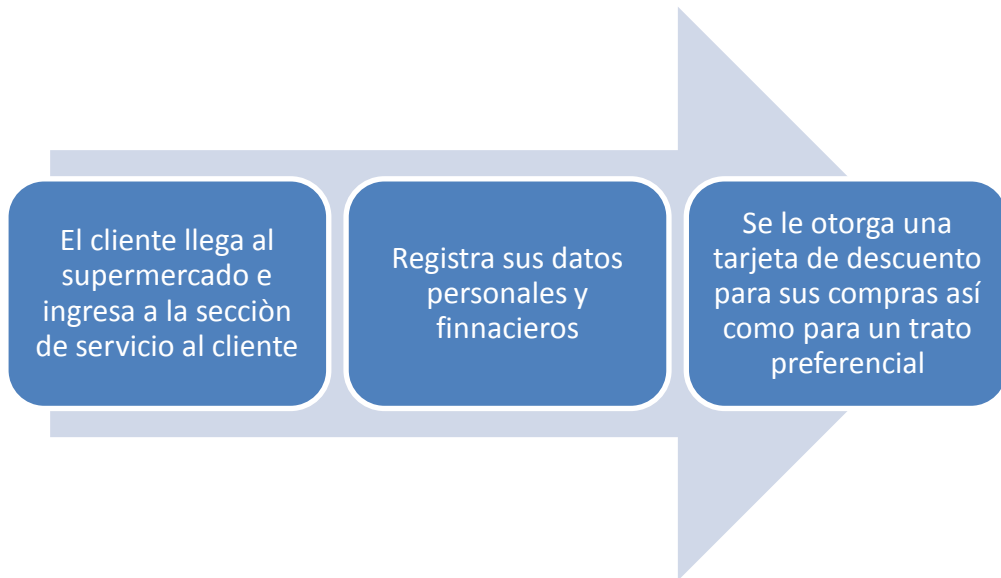 El cliente llega al
supermercado e
ingresa a la secciòn
de servicio al cliente
Registra sus datos
personales y
finnacieros
Se le otorga una
tarjeta de descuento
para sus compras así
como para un trato
preferencial